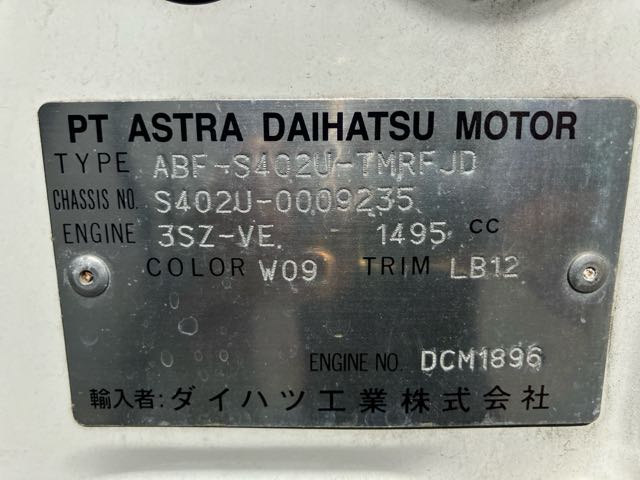 PT ASTRA DAIHATSU MOTOR
TYPE ABF-S402U-TMRFJD
CHASSIS NO. S402U-0009235
ENGINE 3SZ-VE 1495 CC
COLOR W09 TRIM LB12
ENGINE NO. DCM1896
輸入者: ダイハツ工業株式会社